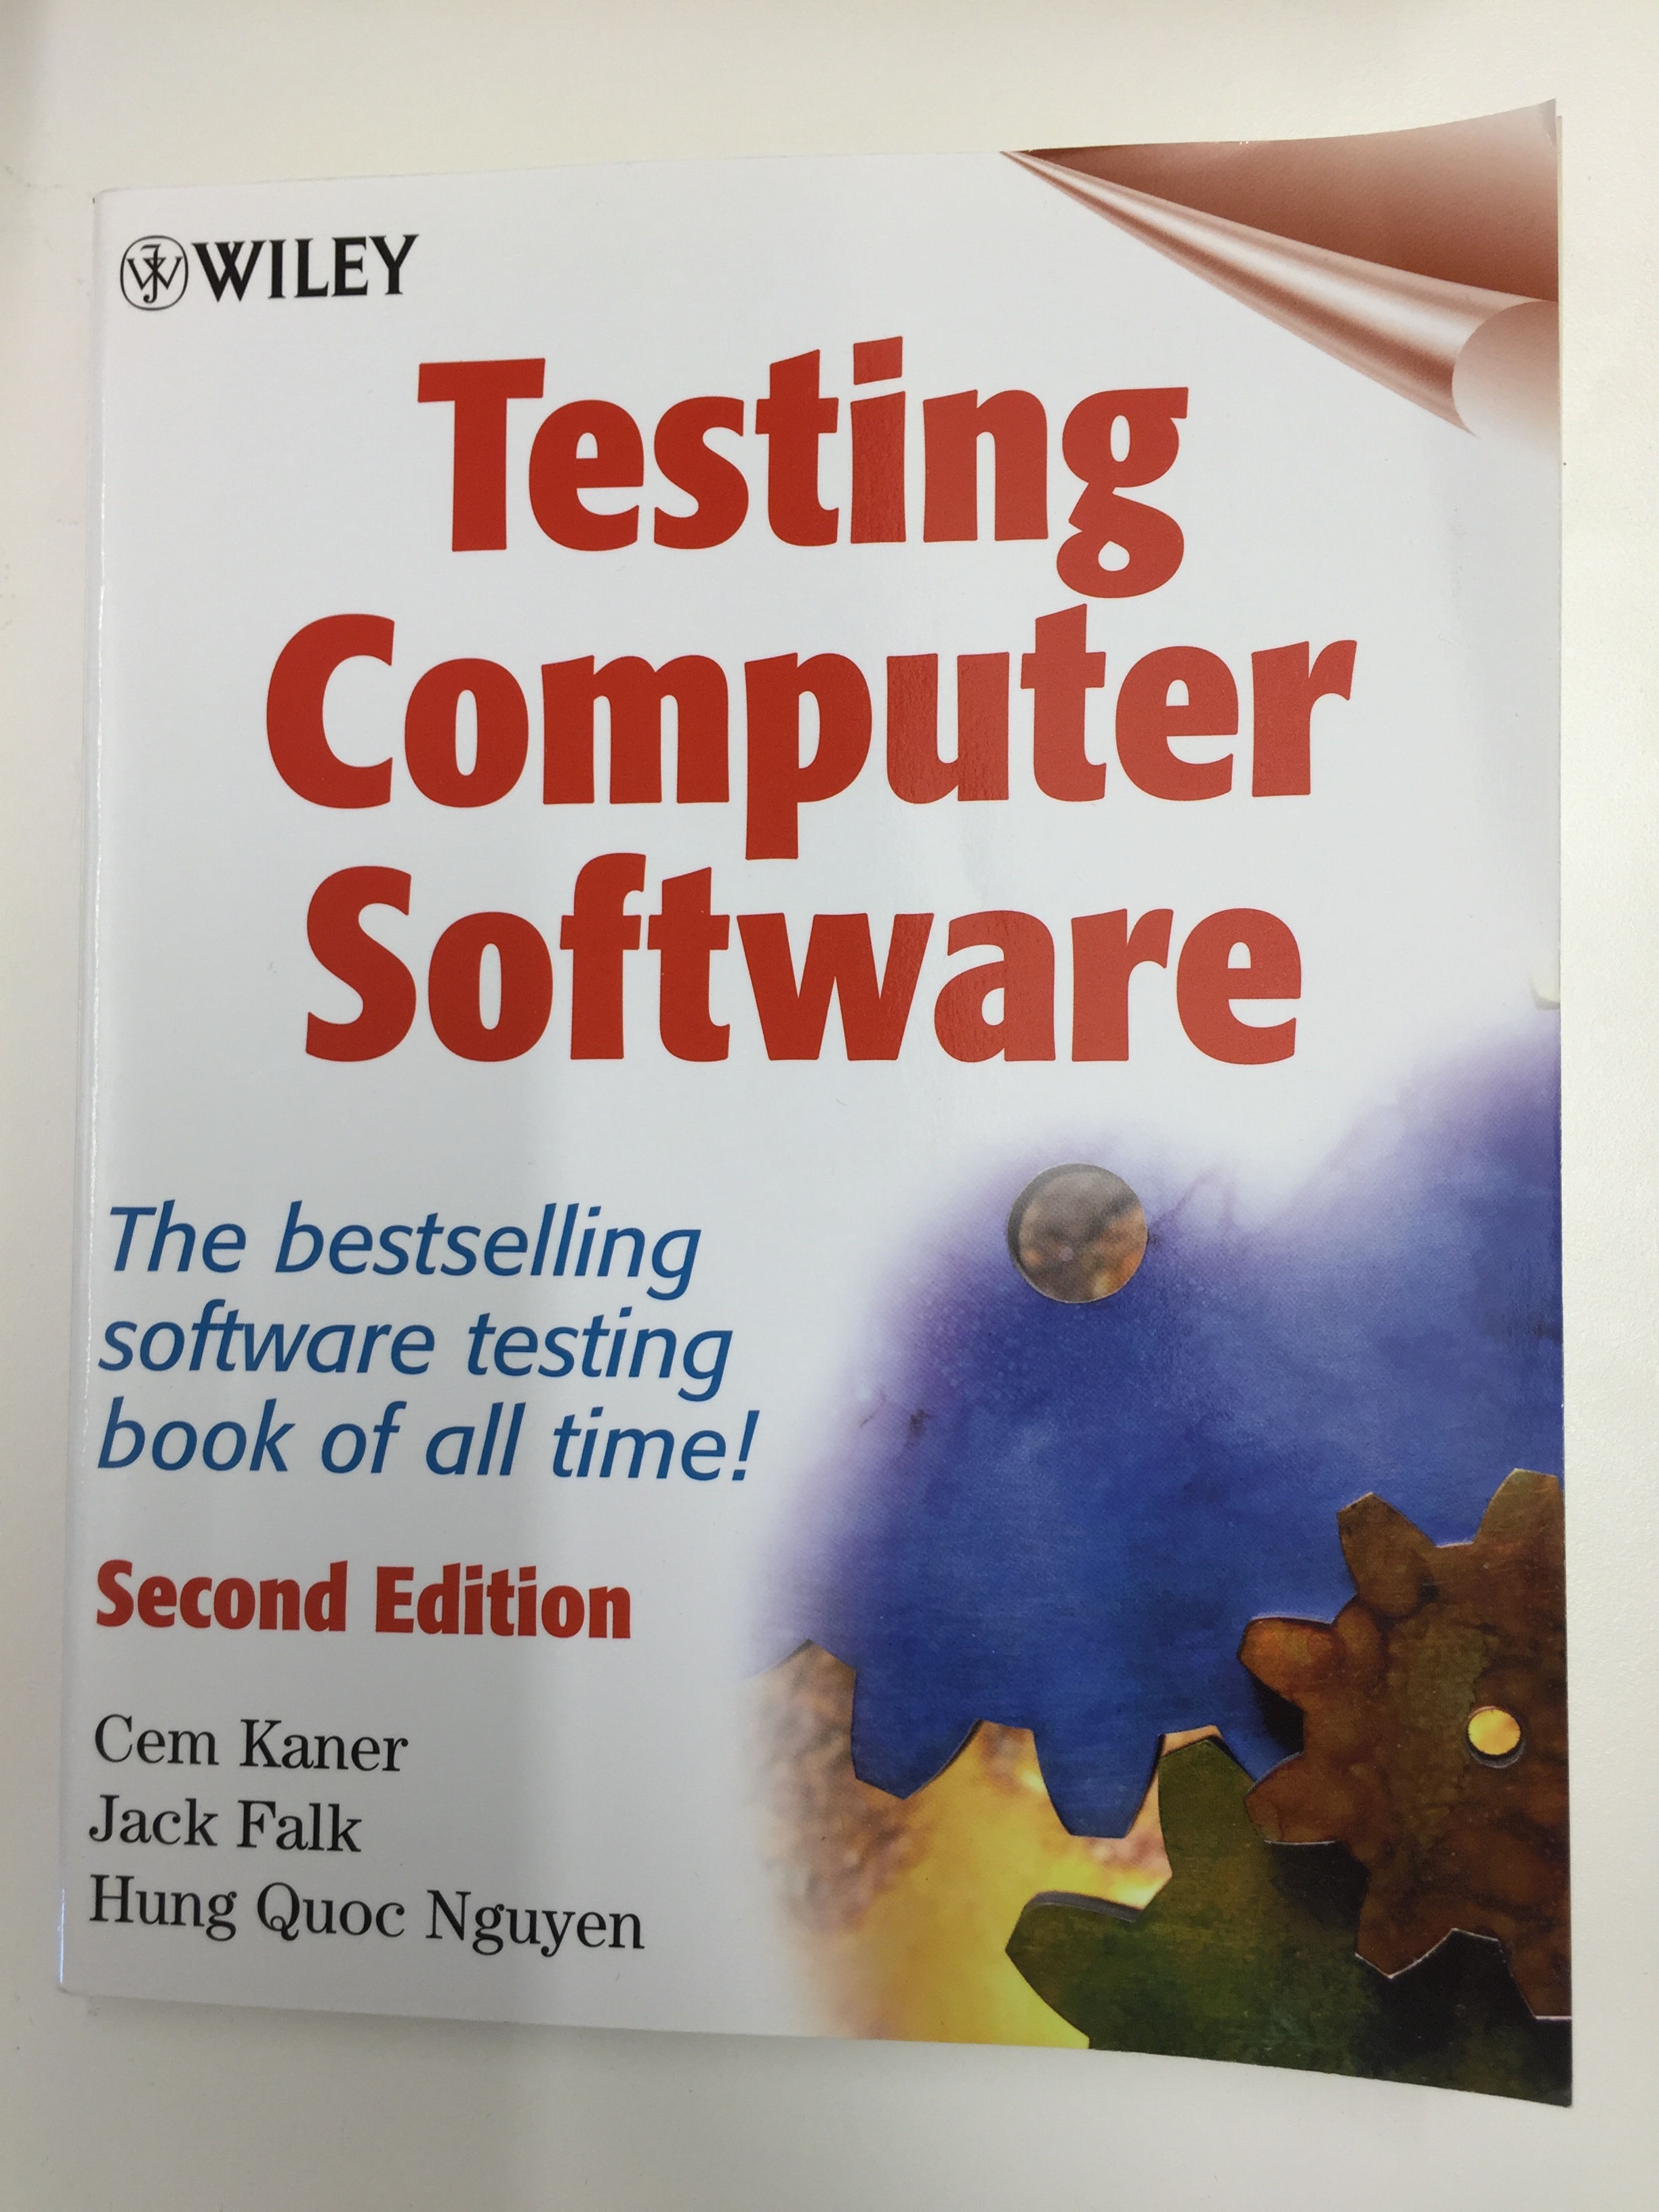 WILEY
Testing
Computer
Software
The bestselling
software testing
book of all time!
Second Edition
Cem Kaner
Jack Falk
Hung Quoc Nguyen